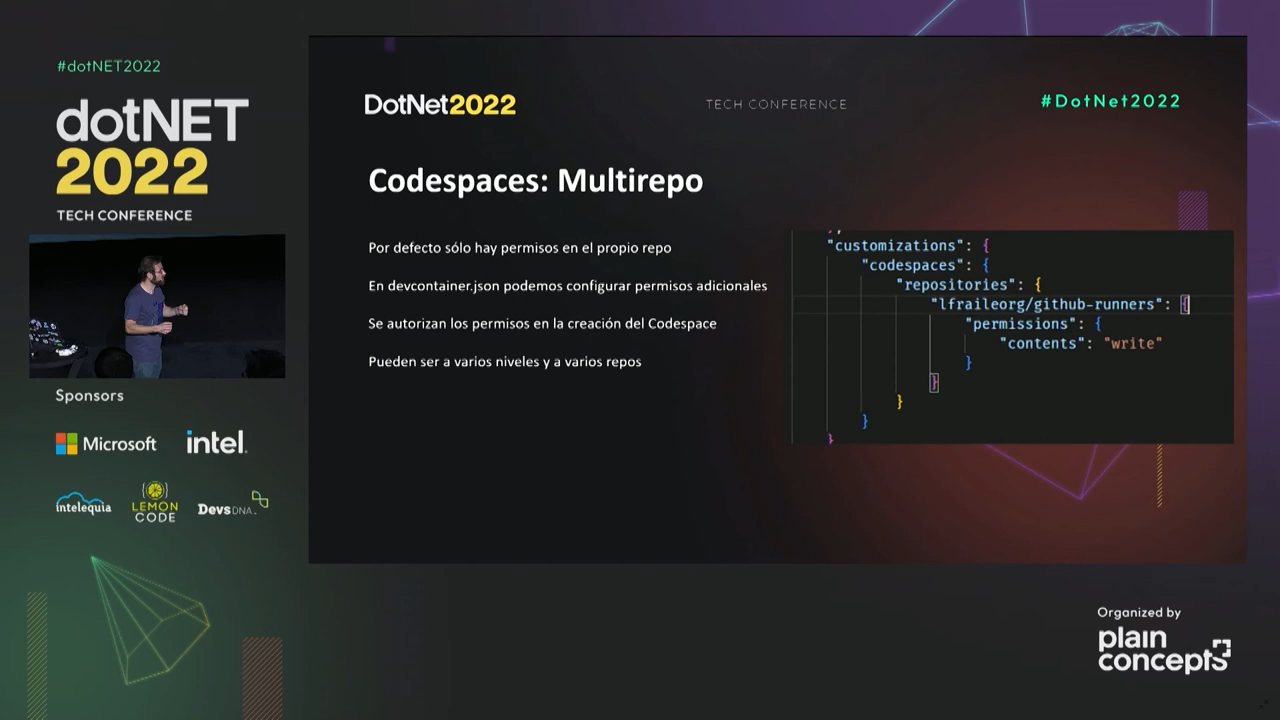 #dotNET2022
dotNET
2022
TECH CONFERENCE
Sponsors
Microsoft
intel.
intelequia
LEMON
CODE
DevsDNA.
DotNet2022
TECH CONFERENCE
#DotNet2022
Codespaces: Multirepo
Por defecto sólo hay permisos en el propio repo
En devcontainer.json podemos configurar permisos adicionales
Se autorizan los permisos en la creación del Codespace
Pueden ser a varios niveles y a varios repos
},
"customizations": {
"codespaces": {
"repositories": {
"lfraileorg/github-runners": {
"permissions": {
"contents": "write"
}
}
}
}
}
Organized by
plain
concepts